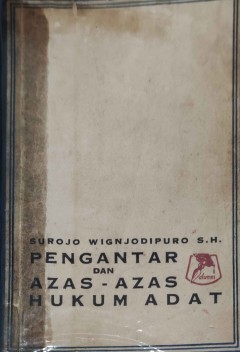 SUROJO WIGNJODIPURO S.H.
PENGANTAR
DAN
AZAS - AZAS
HUKUM ADAT